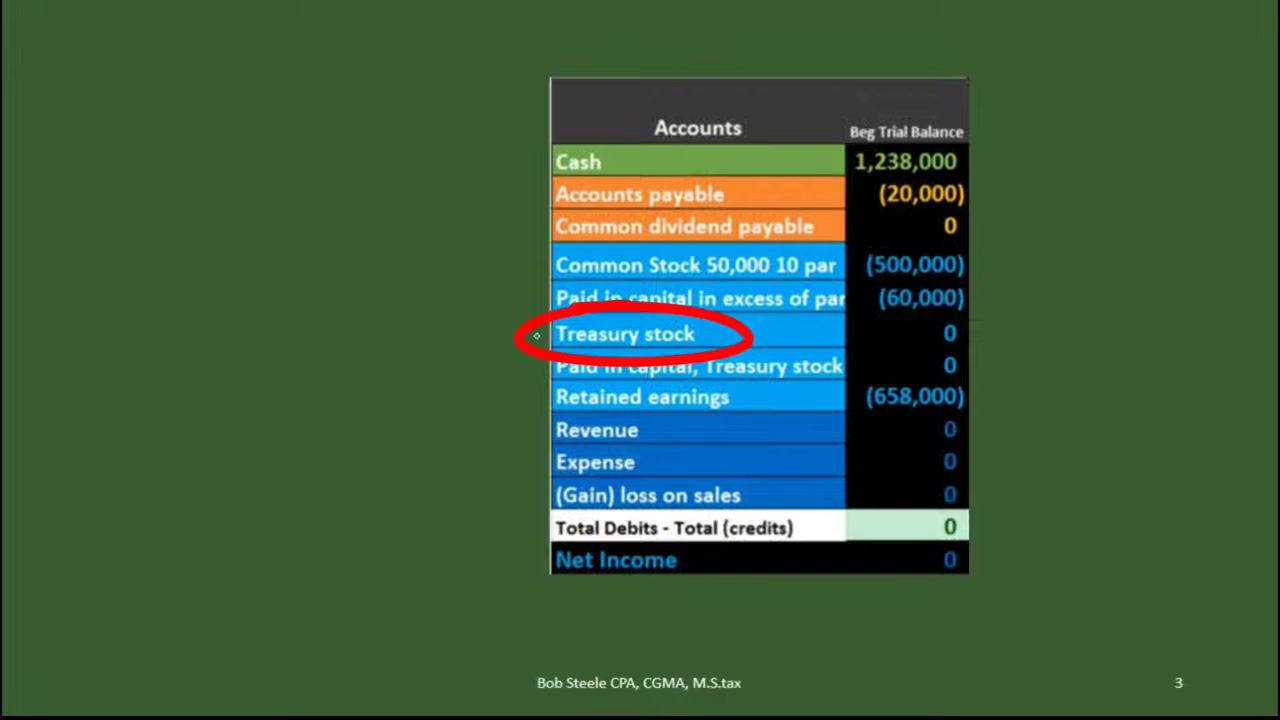 Accounts Beg Trial Balance
Cash 1,238,000
Accounts payable (20,000)
Common dividend payable 0
Common Stock 50,000 10 par (500,000)
Paid in capital in excess of par (60,000)
Treasury stock 0
Paid in capital, Treasury stock 0
Retained earnings (658,000)
Revenue 0
Expense 0
(Gain) loss on sales 0
Total Debits - Total (credits) 0
Net Income 0
Bob Steele CPA, CGMA, M.S.tax 3